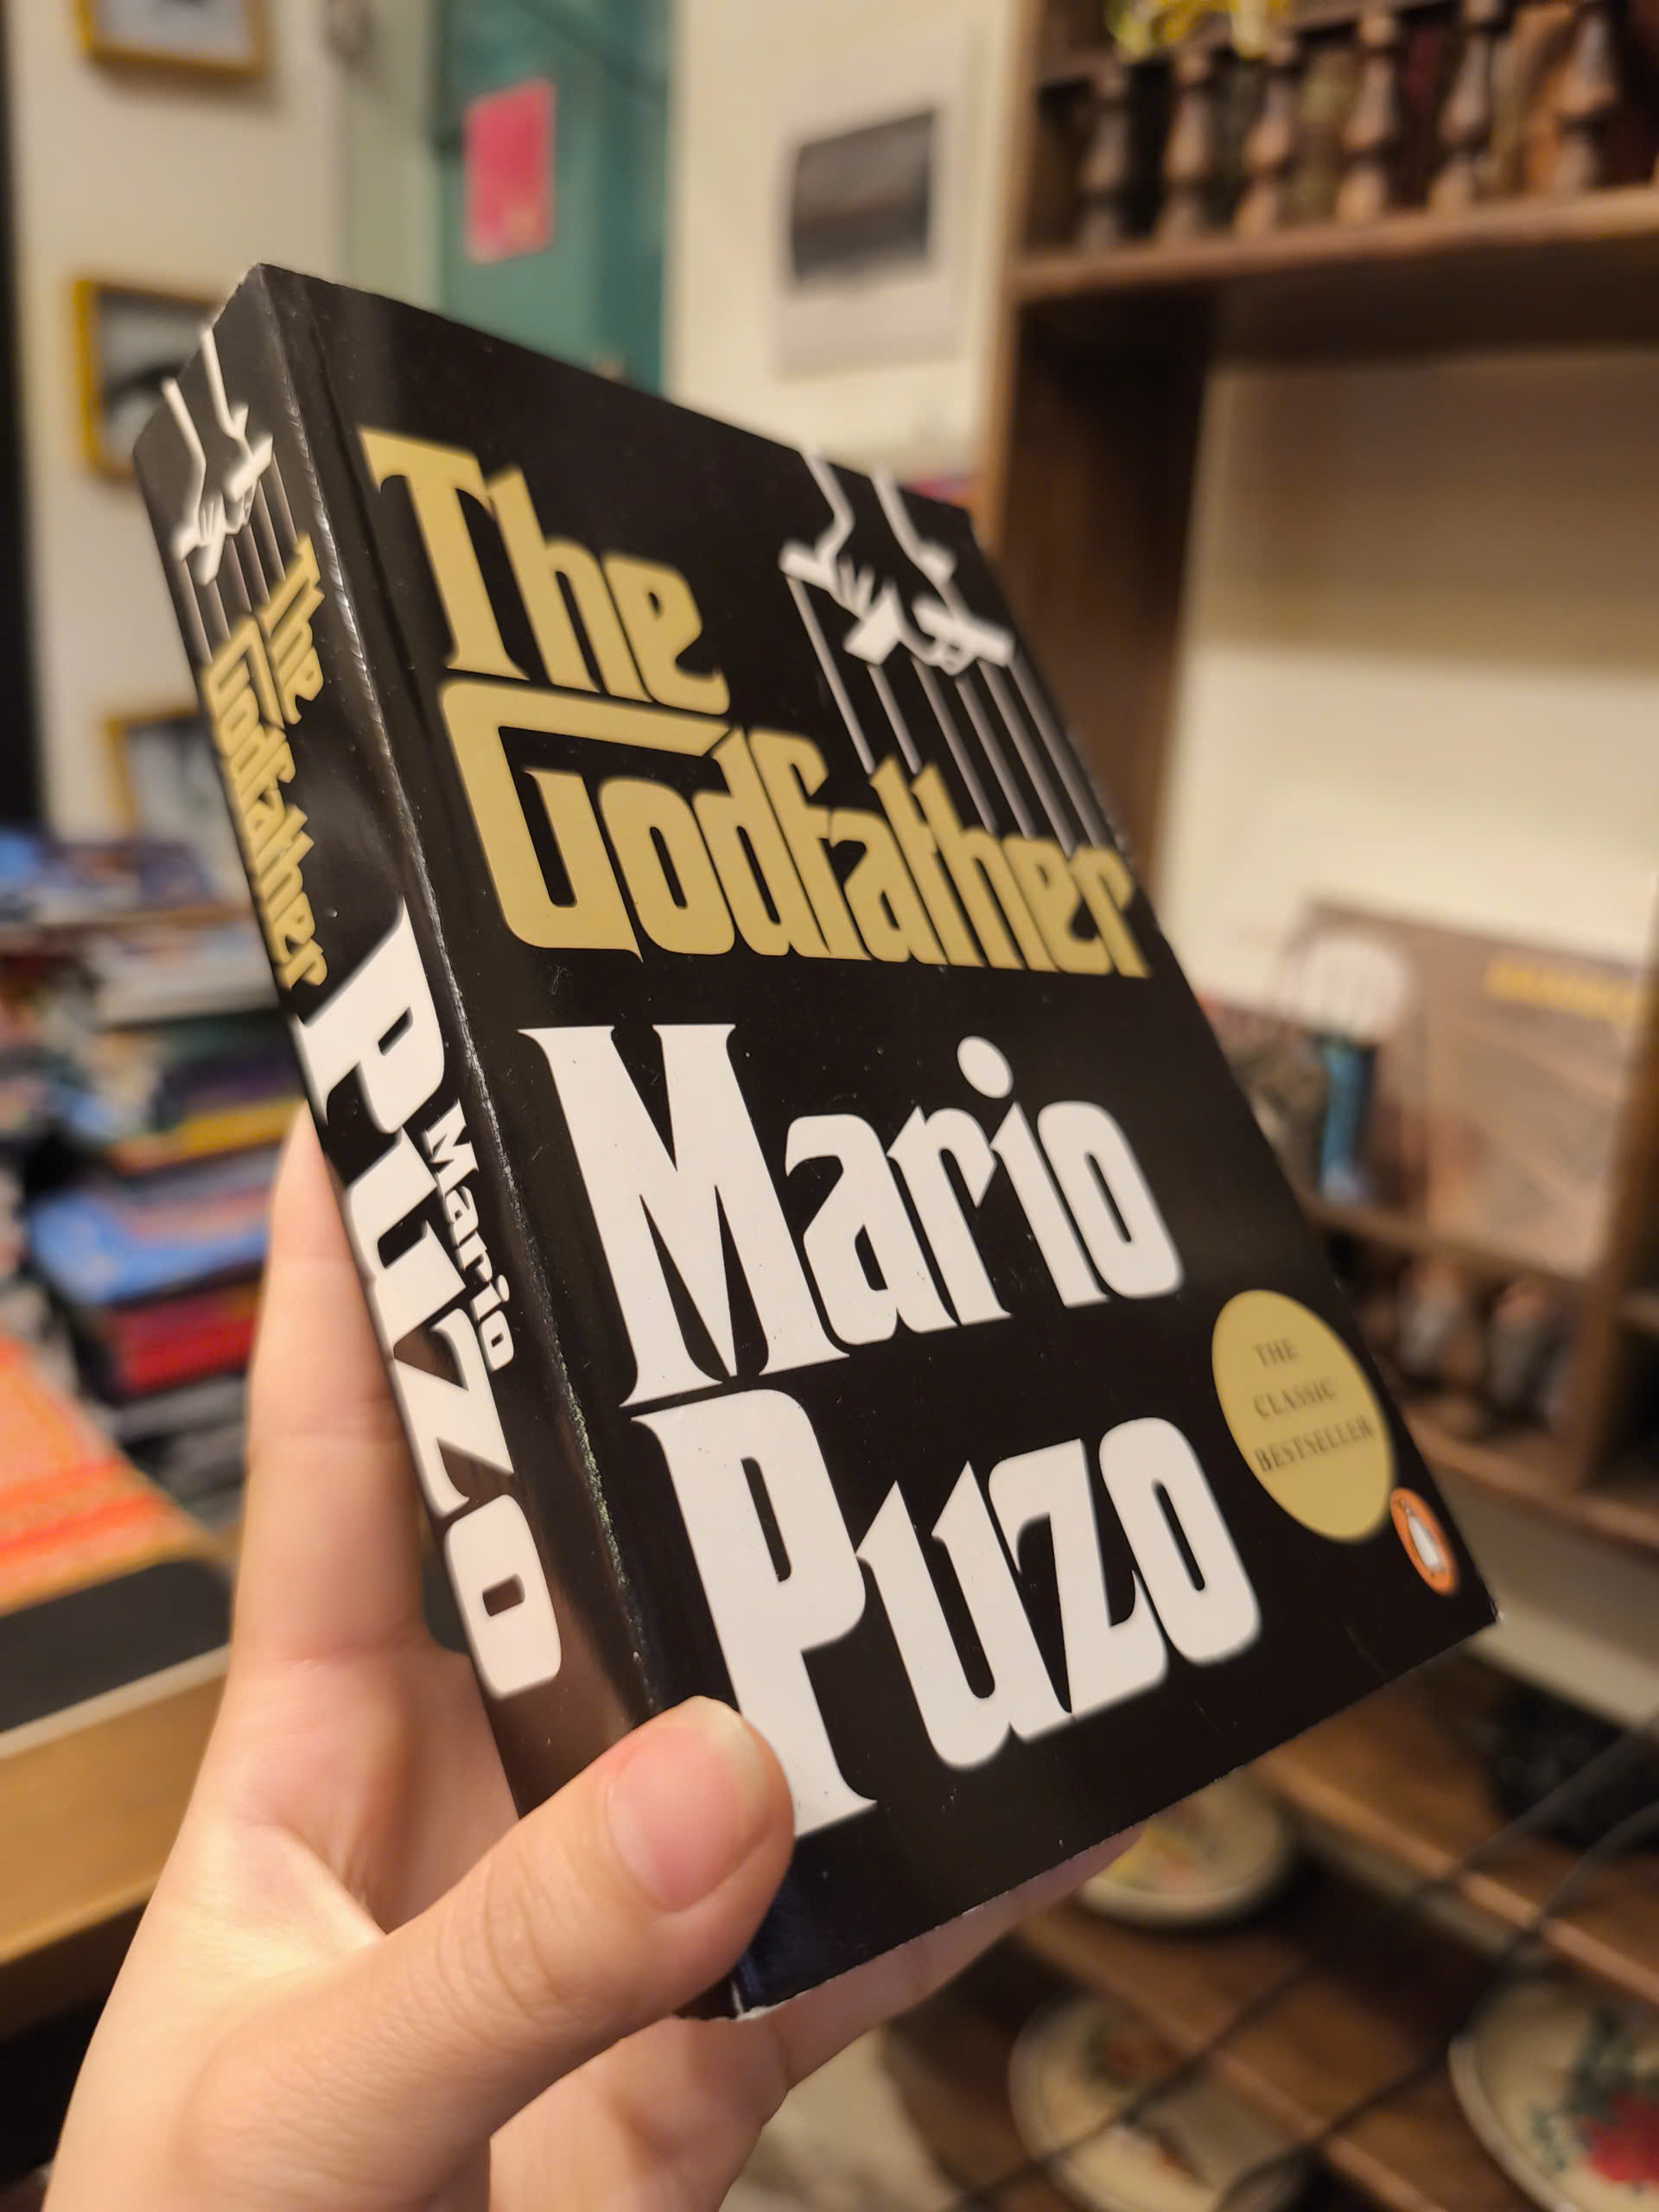 The
Godfather
Mario
Puzo
THE
CLASSIC
BESTSELLER
The
Godfather
Mario
Puzo